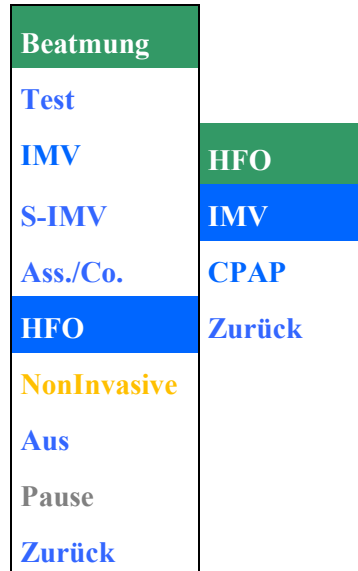 Beatmung
Test
IMV
S-IMV
Ass./Co.
HFO
NonInvasive
Aus
Pause
Zurück
HFO
IMV
CPAP
Zurück